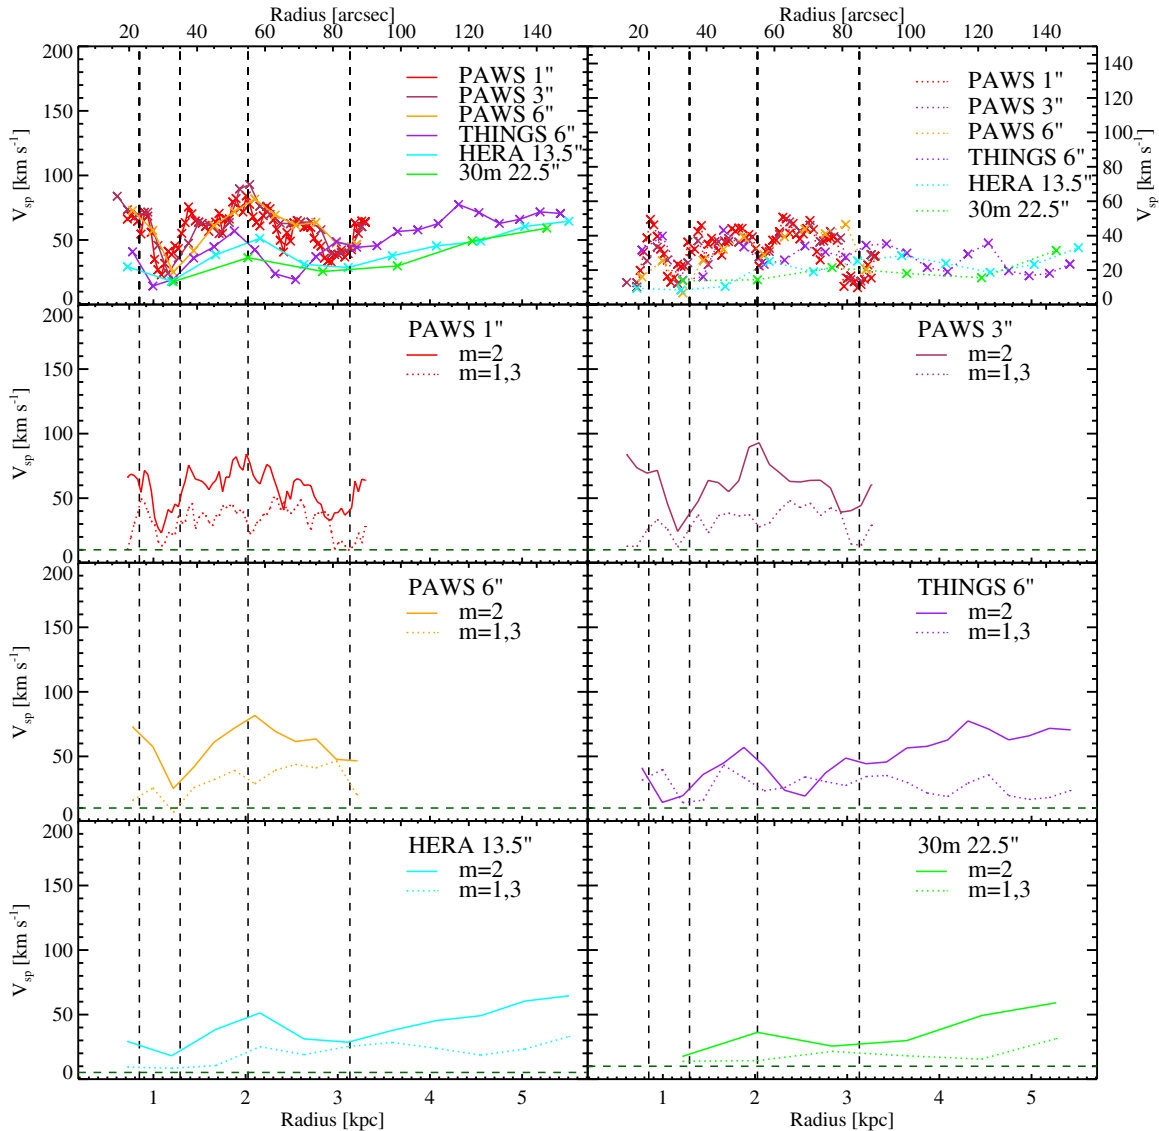 Radius [arcsec]
Radius [arcsec]
20 40 60 80 100 120 140
20 40 60 80 100 120 140
200
150
100
50
0
V_sp [km s^-1]
PAWS 1"
PAWS 3"
PAWS 6"
THINGS 6"
HERA 13.5"
30m 22.5"
PAWS 1"
PAWS 3"
PAWS 6"
THINGS 6"
HERA 13.5"
30m 22.5"
140
120
100
80
60
40
20
0
V_sp [km s^-1]
200
150
100
50
0
V_sp [km s^-1]
PAWS 1"
m=2
m=1,3
PAWS 3"
m=2
m=1,3
200
150
100
50
0
V_sp [km s^-1]
PAWS 6"
m=2
m=1,3
THINGS 6"
m=2
m=1,3
200
150
100
50
0
V_sp [km s^-1]
HERA 13.5"
m=2
m=1,3
30m 22.5"
m=2
m=1,3
1 2 3 4 5
1 2 3 4 5
Radius [kpc]
Radius [kpc]